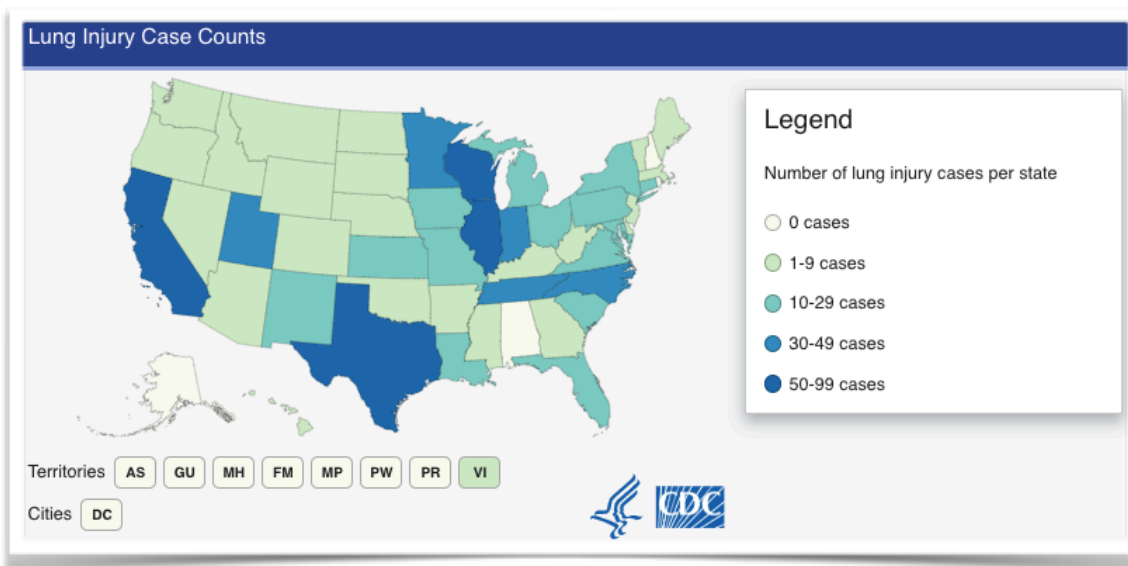 Lung Injury Case Counts
Legend
Number of lung injury cases per state
0 cases
1-9 cases
10-29 cases
30-49 cases
50-99 cases
Territories AS GU MH FM MP PW PR VI
Cities DC
CDC